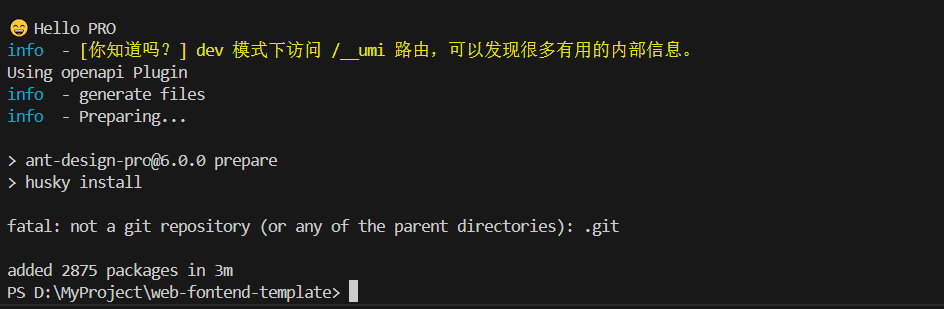 😁 Hello PRO
info  - [你知道吗？] dev 模式下访问 /__umi 路由，可以发现很多有用的内部信息。
Using openapi Plugin
info  - generate files
info  - Preparing...
> ant-design-pro@6.0.0 prepare
> husky install
fatal: not a git repository (or any of the parent directories): .git
added 2875 packages in 3m
PS D:\MyProject\web-fontend-template>